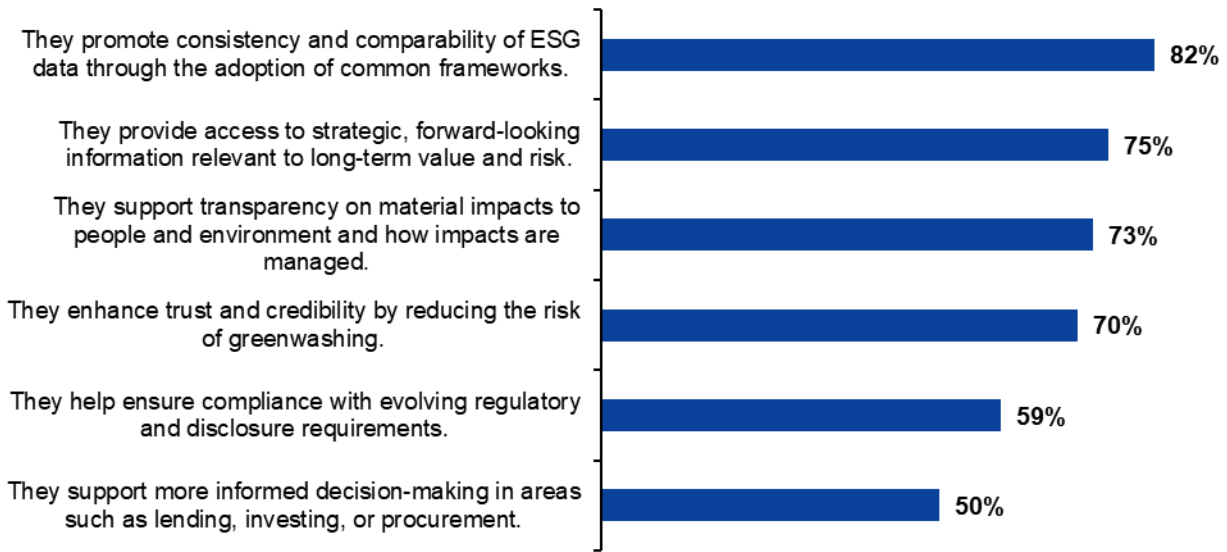 They promote consistency and comparability of ESG
data through the adoption of common frameworks.
82%
They provide access to strategic, forward-looking
information relevant to long-term value and risk.
75%
They support transparency on material impacts to
people and environment and how impacts are
managed.
73%
They enhance trust and credibility by reducing the risk
of greenwashing.
70%
They help ensure compliance with evolving regulatory
and disclosure requirements.
59%
They support more informed decision-making in areas
such as lending, investing, or procurement.
50%